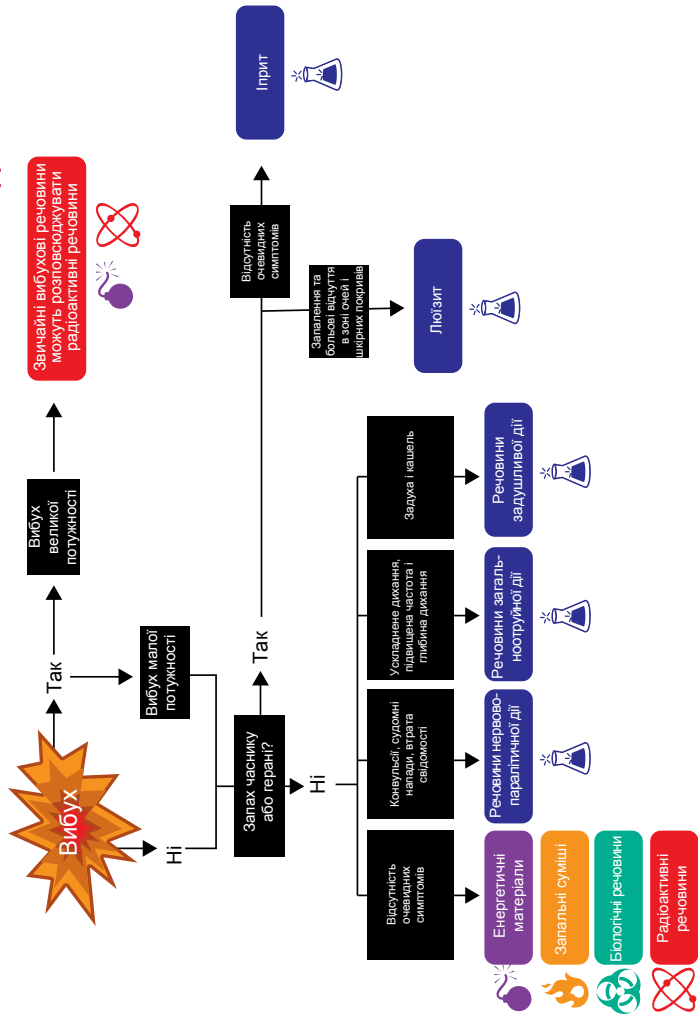 Вибух
Так
Вибух
великої
потужності
Звичайні вибухові речовини
можуть розповсюджувати
радіоактивні речовини
Вибух малої
потужності
Ні
Запах часнику
або герані?
Так
Відсутність
очевидних
симптомів
Іприт
Запалення та
больові відчуття
в зоні очей і
шкірних покривів
Люїзит
Ні
Відсутність
очевидних
симптомів
Конвульсії, судомні
напади, втрата
свідомості
Ускладнене дихання,
підвищена частота і
глибина дихання
Задуха і кашель
Енергетичні
матеріали
Запальні суміші
Біологічні речовини
Радіоактивні
речовини
Речовини нервово-
паралітичної дії
Речовини загаль-
ноотруйної дії
Речовини
задушливої дії